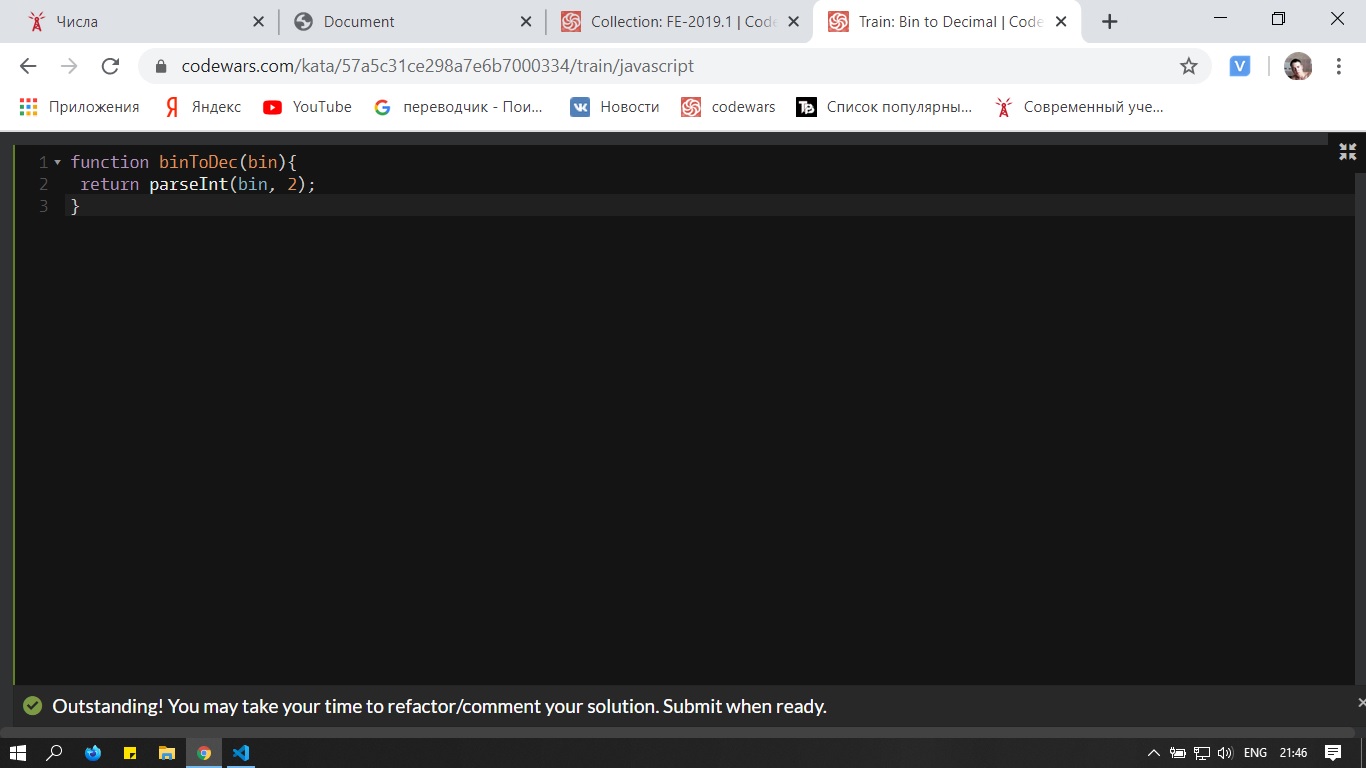 Числа
Document
Collection: FE-2019.1 | Code
Train: Bin to Decimal | Code
codewars.com/kata/57a5c31ce298a7e6b7000334/train/javascript
V
Приложения
Яндекс
YouTube
переводчик - Пои...
Новости
codewars
Список популярны...
Современный уче...
1 function binToDec(bin){
2 return parseInt(bin, 2);
3 }
Outstanding! You may take your time to refactor/comment your solution. Submit when ready.
ENG 21:46